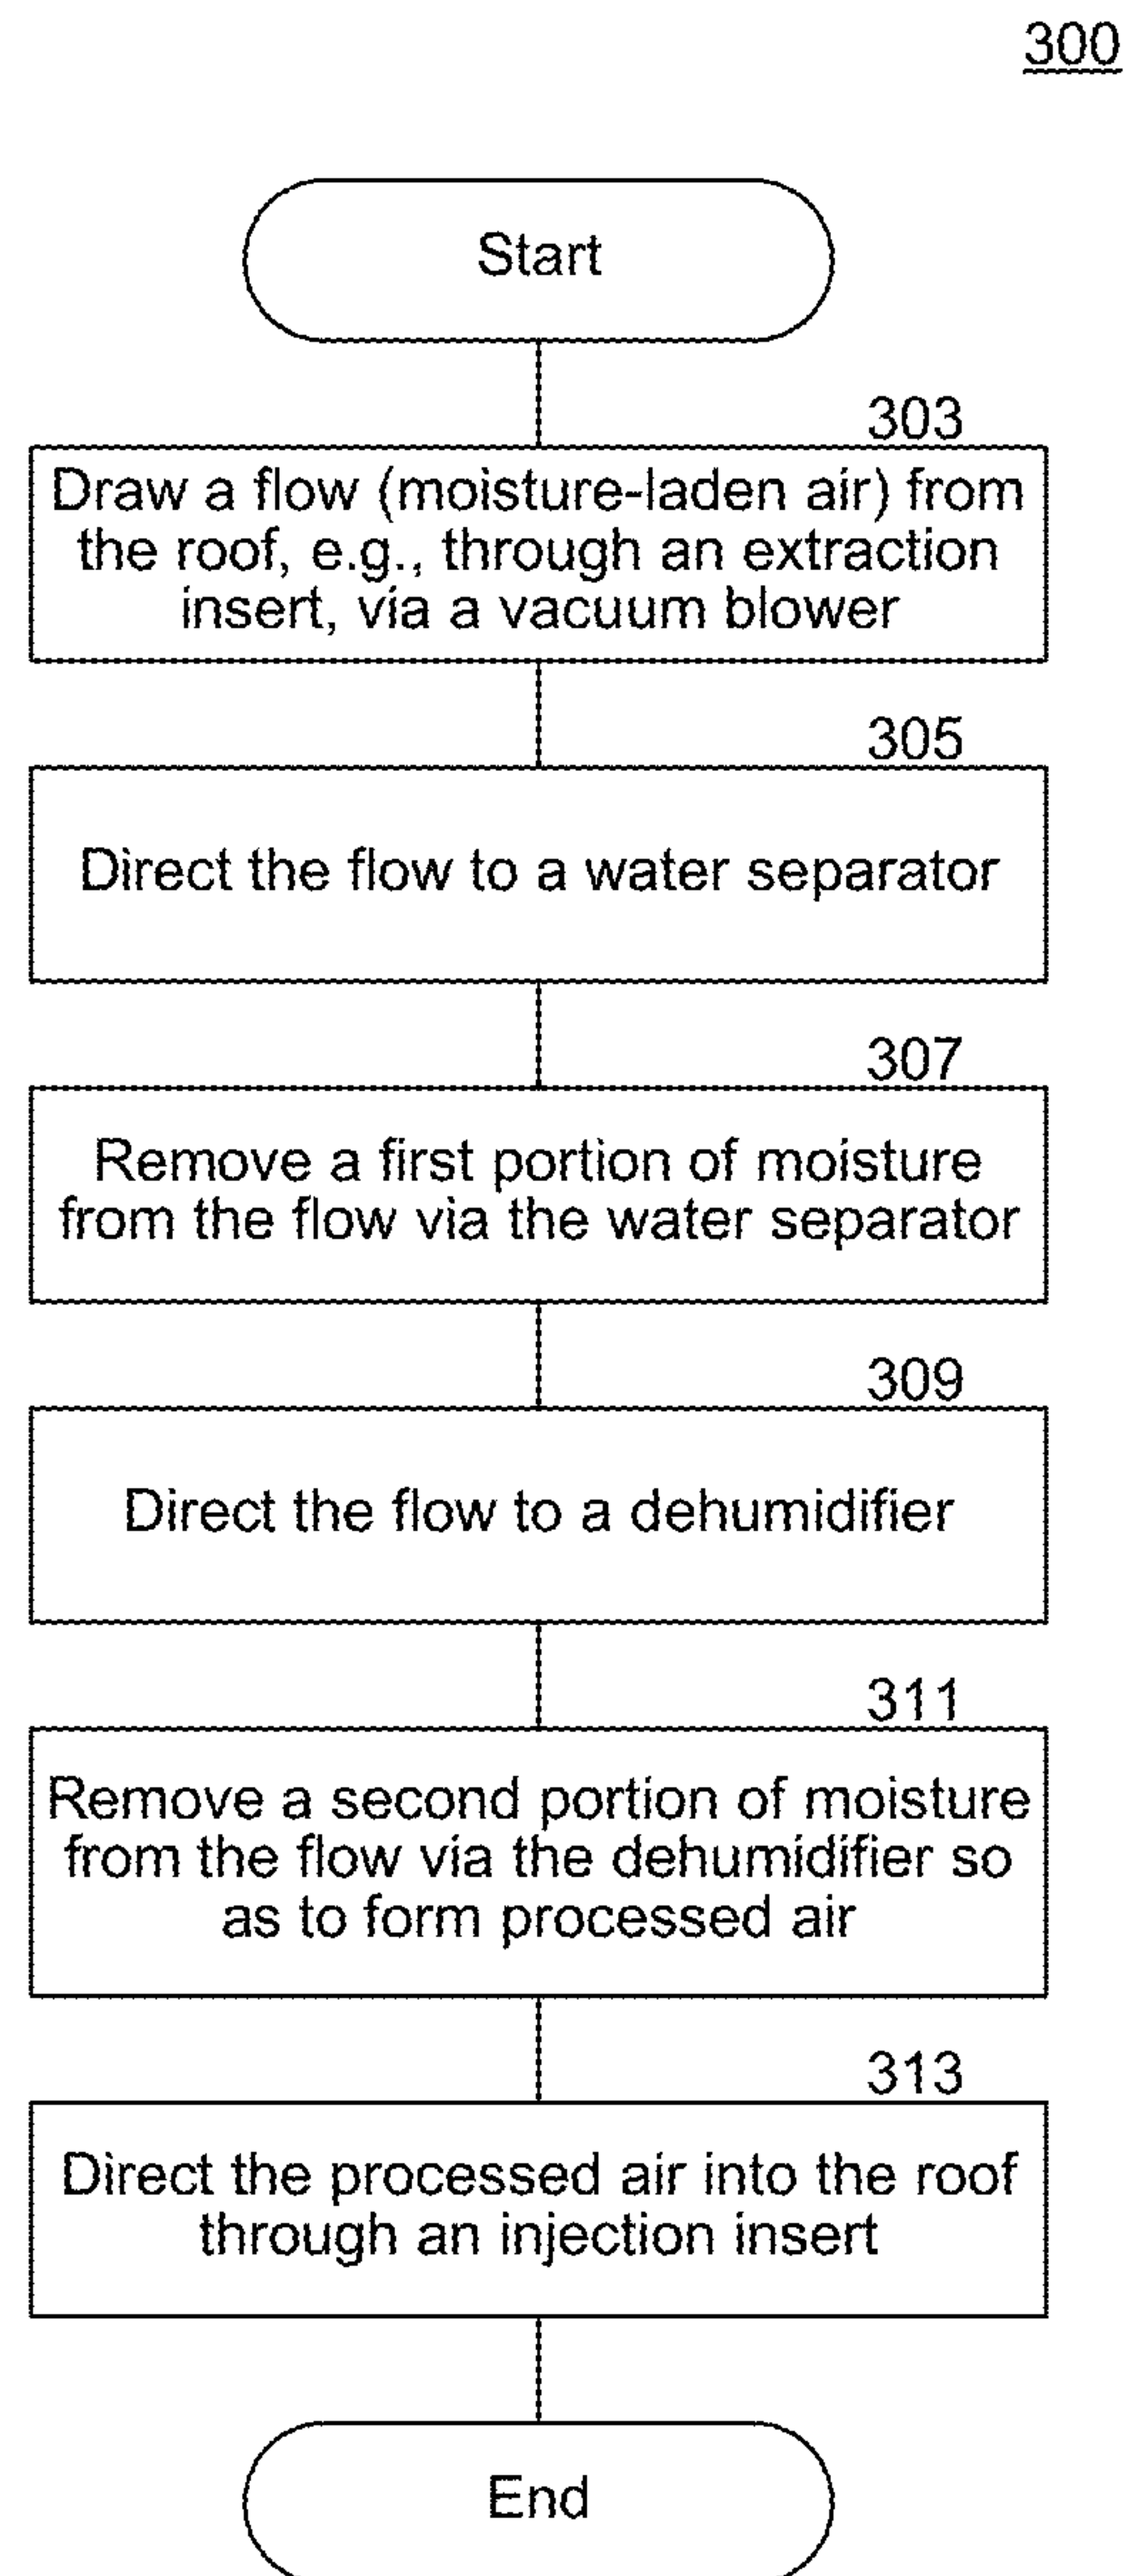 300
Start
303
Draw a flow (moisture-laden air) from
the roof, e.g., through an extraction
insert, via a vacuum blower
305
Direct the flow to a water separator
307
Remove a first portion of moisture
from the flow via the water separator
309
Direct the flow to a dehumidifier
311
Remove a second portion of moisture
from the flow via the dehumidifier so
as to form processed air
313
Direct the processed air into the roof
through an injection insert
End